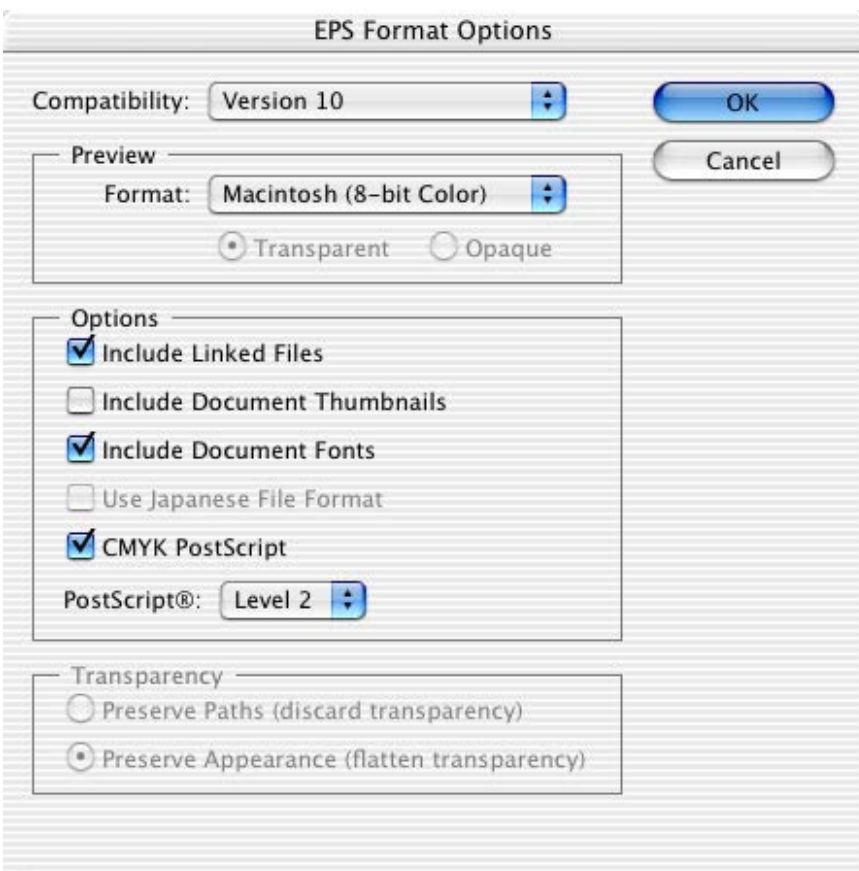 EPS Format Options
Compatibility: Version 10
OK
Preview
Cancel
Format: Macintosh (8-bit Color)
Transparent Opaque
Options
Include Linked Files
Include Document Thumbnails
Include Document Fonts
Use Japanese File Format
CMYK PostScript
PostScript®: Level 2
Transparency
Preserve Paths (discard transparency)
Preserve Appearance (flatten transparency)